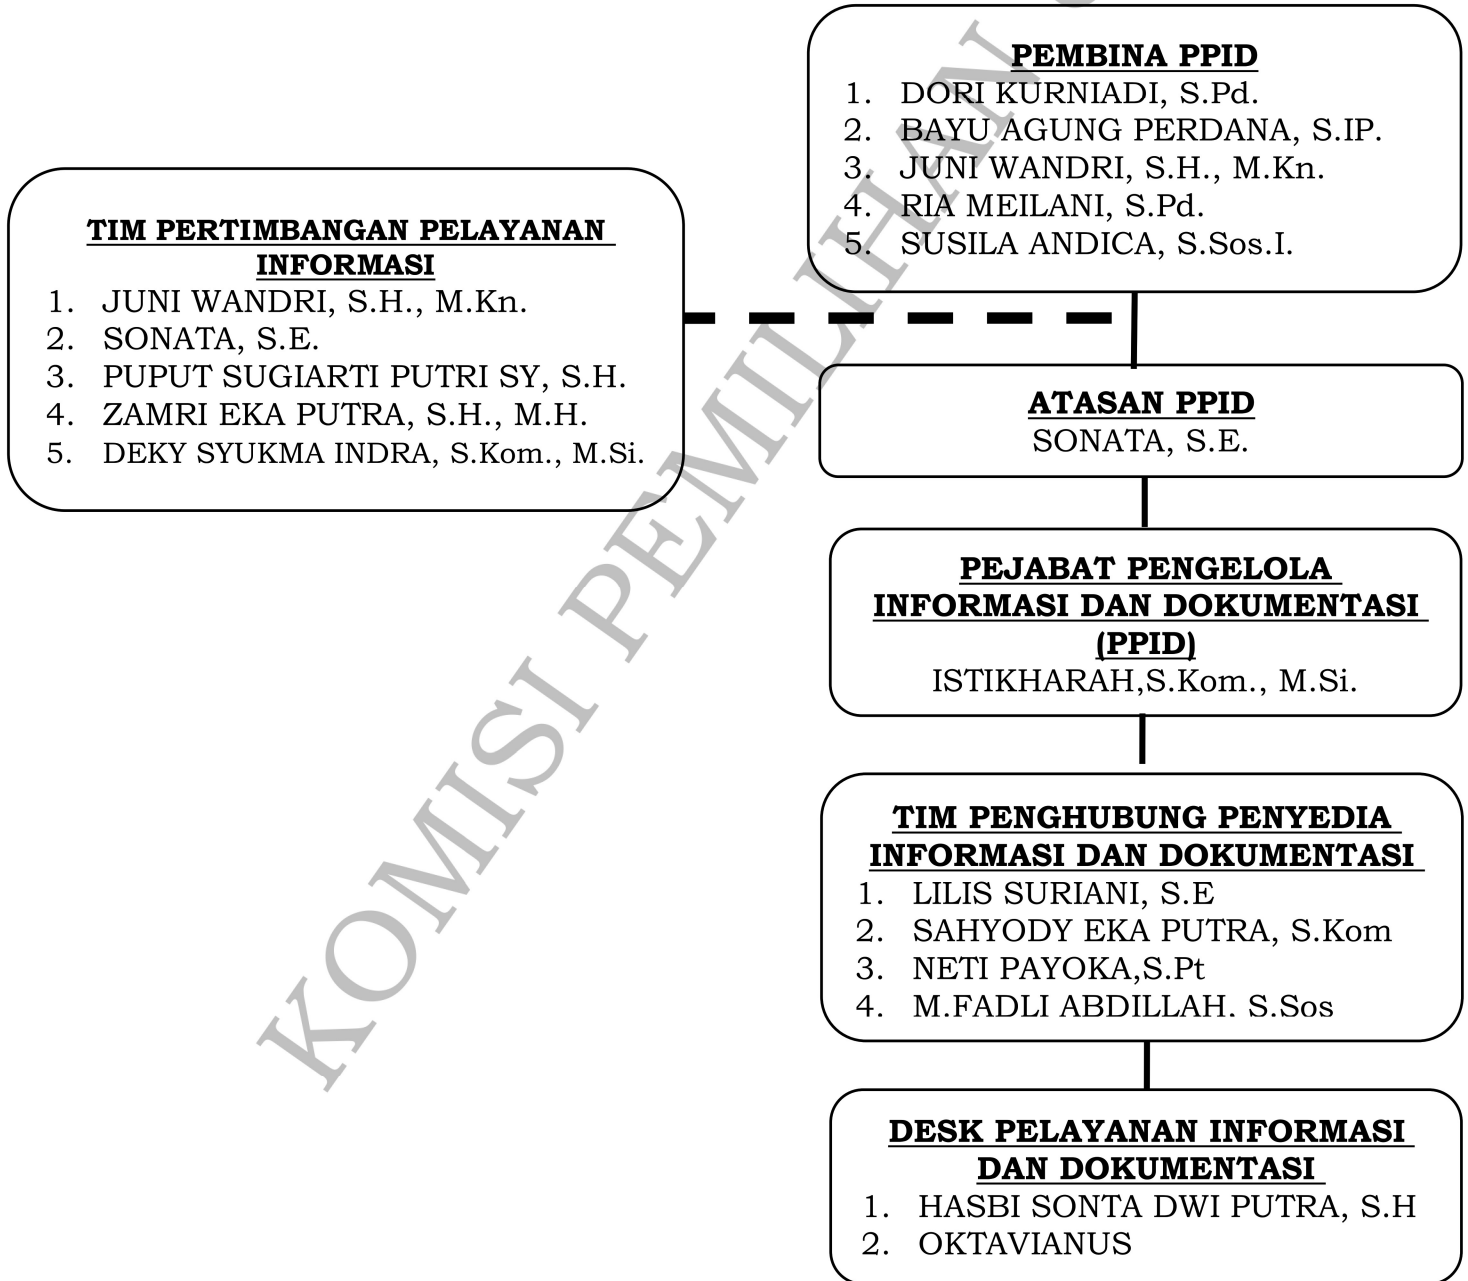 PEMBINA PPID
1. DORI KURNIADI, S.Pd.
2. BAYU AGUNG PERDANA, S.IP.
3. JUNI WANDRI, S.H., M.Kn.
4. RIA MEILANI, S.Pd.
5. SUSILA ANDICA, S.Sos.I.
TIM PERTIMBANGAN PELAYANAN
INFORMASI
1. JUNI WANDRI, S.H., M.Kn.
2. SONATA, S.E.
3. PUPUT SUGIARTI PUTRI SY, S.H.
4. ZAMRI EKA PUTRA, S.H., M.H.
5. DEKY SYUKMA INDRA, S.Kom., M.Si.
ATASAN PPID
SONATA, S.E.
PEJABAT PENGELOLA
INFORMASI DAN DOKUMENTASI
(PPID)
ISTIKHARAH,S.Kom., M.Si.
TIM PENGHUBUNG PENYEDIA
INFORMASI DAN DOKUMENTASI
1. LILIS SURIANI, S.E
2. SAHYODY EKA PUTRA, S.Kom
3. NETI PAYOKA,S.Pt
4. M.FADLI ABDILLAH. S.Sos
DESK PELAYANAN INFORMASI
DAN DOKUMENTASI
1. HASBI SONTA DWI PUTRA, S.H
2. OKTAVIANUS
KOMISI PEMILIHAN